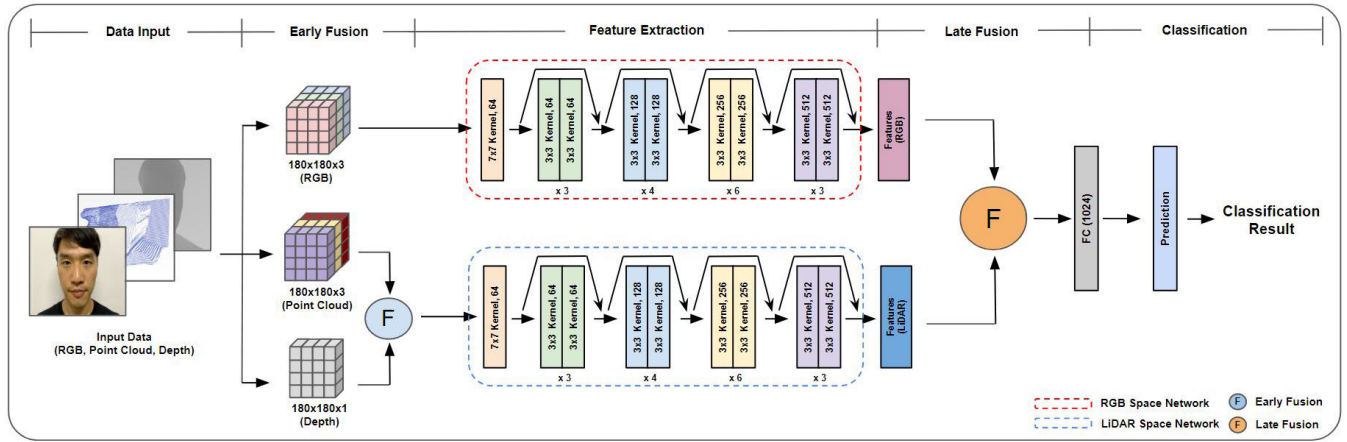 Data Input
Early Fusion
Feature Extraction
Late Fusion
Classification
180x180x3
(RGB)
7x7 Kernel, 64
3x3 Kernel, 64
3x3 Kernel, 64
x 3
3x3 Kernel, 128
3x3 Kernel, 128
x 4
3x3 Kernel, 256
3x3 Kernel, 256
x 6
3x3 Kernel, 512
3x3 Kernel, 512
x 3
Features
(RGB)
Input Data
(RGB, Point Cloud, Depth)
180x180x3
(Point Cloud)
F
180x180x1
(Depth)
7x7 Kernel, 64
3x3 Kernel, 64
3x3 Kernel, 64
x 3
3x3 Kernel, 128
3x3 Kernel, 128
x 4
3x3 Kernel, 256
3x3 Kernel, 256
x 6
3x3 Kernel, 512
3x3 Kernel, 512
x 3
Features
(LiDAR)
F
FC (1024)
Prediction
Classification
Result
RGB Space Network
F Early Fusion
LiDAR Space Network
F Late Fusion